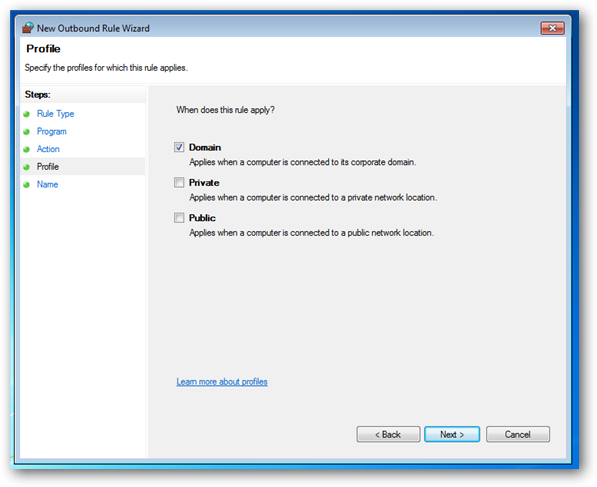 New Outbound Rule Wizard
Profile
Specify the profiles for which this rule applies.
Steps:
Rule Type
Program
Action
Profile
Name
When does this rule apply?
Domain
Applies when a computer is connected to its corporate domain.
Private
Applies when a computer is connected to a private network location.
Public
Applies when a computer is connected to a public network location.
Learn more about profiles
< Back
Next >
Cancel